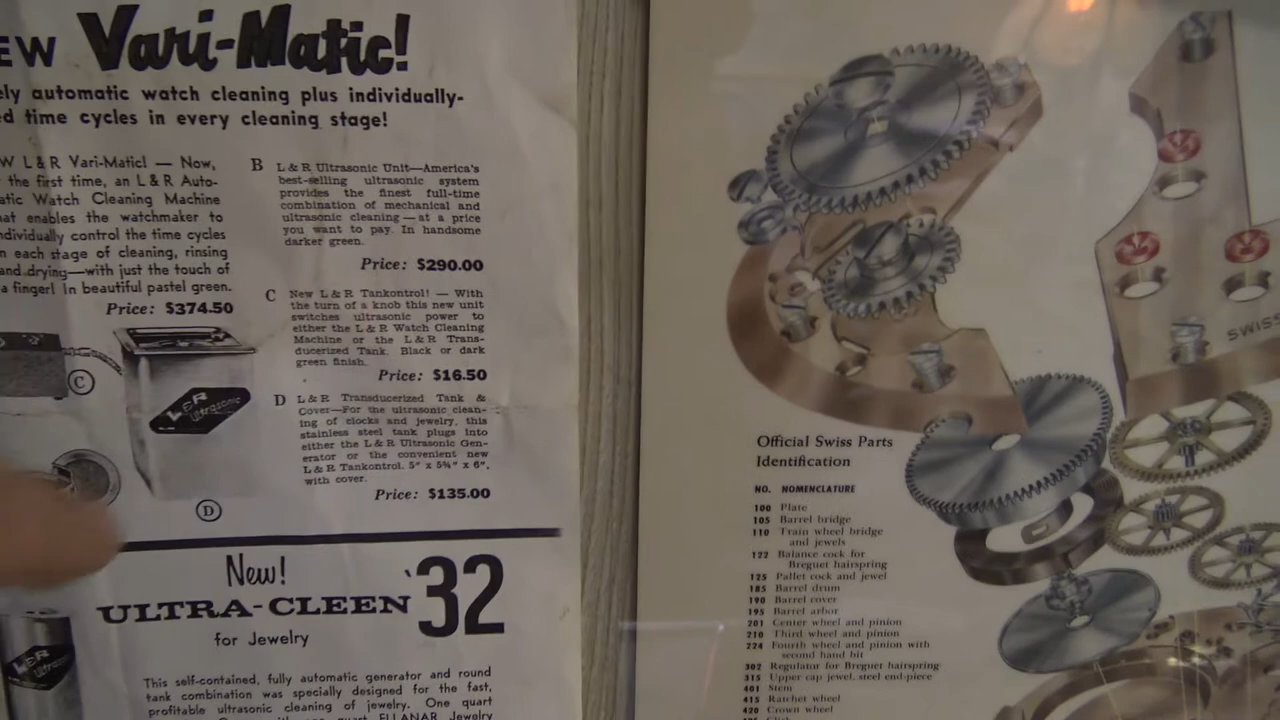 EW Vari-Matic!
ely automatic watch cleaning plus individually-
d time cycles in every cleaning stage!
W L & R Vari-Matic! — Now,
the first time, an L & R Auto-
atic Watch Cleaning Machine
hat enables the watchmaker to
ndividually control the time cycles
n each stage of cleaning, rinsing
and drying—with just the touch of
a finger! In beautiful pastel green.
Price: $374.50
B L & R Ultrasonic Unit—America's
best-selling ultrasonic system
provides the finest full-time
combination of mechanical and
ultrasonic cleaning—at a price
you want to pay. In handsome
darker green.
Price: $290.00
C New L & R Tankontrol! — With
the turn of a knob this new unit
switches ultrasonic power to
either the L & R Watch Cleaning
Machine or the L & R Trans-
ducerized Tank. Black or dark
green finish.
Price: $16.50
D L & R Transducerized Tank &
Cover—For the ultrasonic clean-
ing of clocks and jewelry, this
stainless steel tank plugs into
either the L & R Ultrasonic Gen-
erator or the convenient new
L & R Tankontrol. 5" x 5¾" x 6",
with cover.
Price: $135.00
C
L&R Ultrasonic
D
New!
ULTRA-CLEEN '32
for Jewelry
L&R
This self-contained, fully automatic generator and round
tank combination was specially designed for the fast,
profitable ultrasonic cleaning of jewelry. One quart
ELLANAR Jewelry
SWISS
Official Swiss Parts
Identification
NO. NOMENCLATURE
100 Plate
105 Barrel bridge
110 Train wheel bridge
and jewels
122 Balance cock for
Breguet hairspring
125 Pallet cock and jewel
185 Barrel drum
190 Barrel cover
195 Barrel arbor
201 Center wheel and pinion
210 Third wheel and pinion
224 Fourth wheel and pinion with
second hand bit
302 Regulator for Breguet hairspring
315 Upper cap jewel, steel end-piece
401 Stem
415 Ratchet wheel
420 Crown wheel